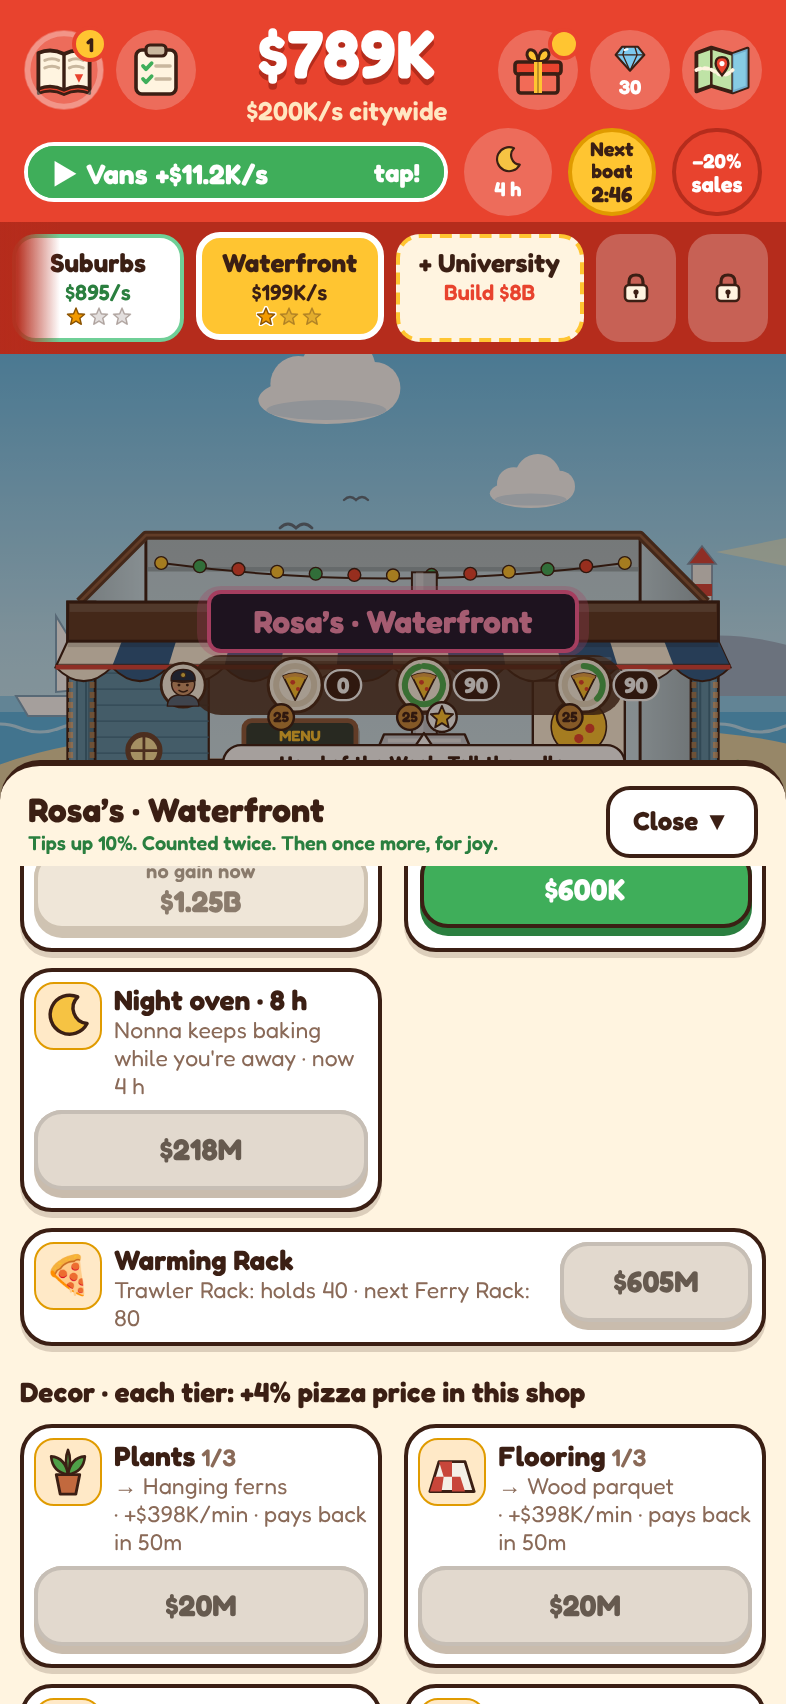 1
$789K
$200K/s citywide
30
Vans +$11.2K/s
tap!
4 h
Next
boat
2:46
-20%
sales
Suburbs
$895/s
Waterfront
$199K/s
+ University
Build $8B
Rosa's · Waterfront
0
90
90
25
25
25
MENU
Rosa's · Waterfront
Tips up 10%. Counted twice. Then once more, for joy.
Close ▼
no gain now
$1.25B
$600K
Night oven · 8 h
Nonna keeps baking
while you're away · now
4 h
$218M
Warming Rack
Trawler Rack: holds 40 · next Ferry Rack:
80
$605M
Decor · each tier: +4% pizza price in this shop
Plants 1/3
→ Hanging ferns
· +$398K/min · pays back
in 50m
$20M
Flooring 1/3
→ Wood parquet
· +$398K/min · pays back
in 50m
$20M